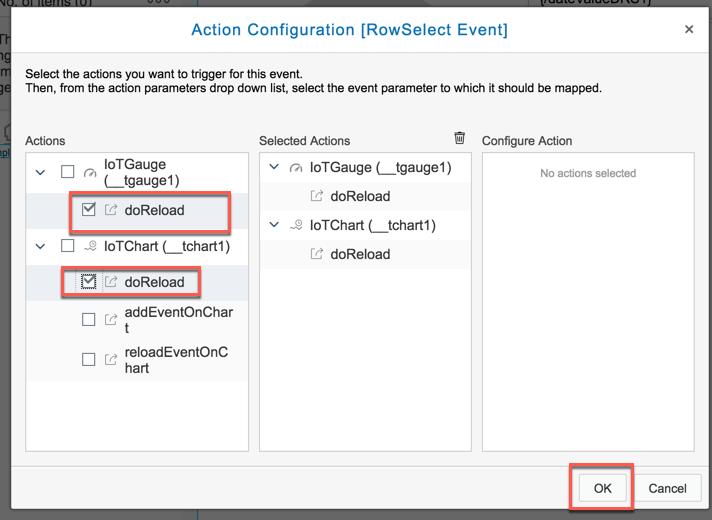 No. of Items (0)
{/dateValueDRS1}
Action Configuration [RowSelect Event]
Select the actions you want to trigger for this event.
Then, from the action parameters drop down list, select the event parameter to which it should be mapped.
Actions
IoTGauge
(__tgauge1)
doReload
IoTChart (__tchart1)
doReload
addEventOnChar
t
reloadEventOnC
hart
Selected Actions
IoTGauge (__tgauge1)
doReload
IoTChart (__tchart1)
doReload
Configure Action
No actions selected
OK
Cancel